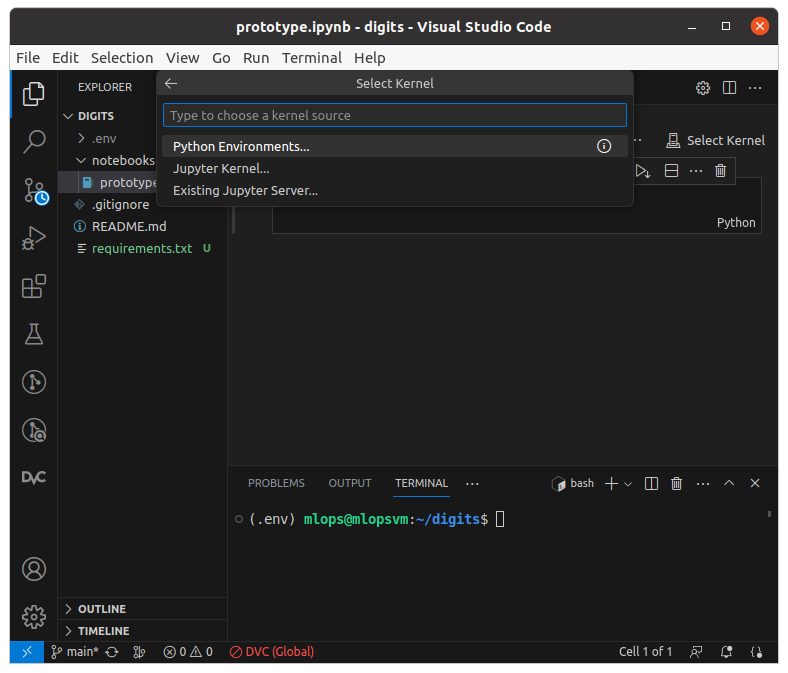 prototype.ipynb - digits - Visual Studio Code
File Edit Selection View Go Run Terminal Help
EXPLORER
Select Kernel
DIGITS
Type to choose a kernel source
.env
Python Environments...
Select Kernel
notebooks
Jupyter Kernel...
prototype
Existing Jupyter Server...
.gitignore
README.md
Python
requirements.txt U
DVC
PROBLEMS OUTPUT TERMINAL ... bash
(.env) mlops@mlopsvm:~/digits$
OUTLINE
TIMELINE
main* 0 0 DVC (Global) Cell 1 of 1